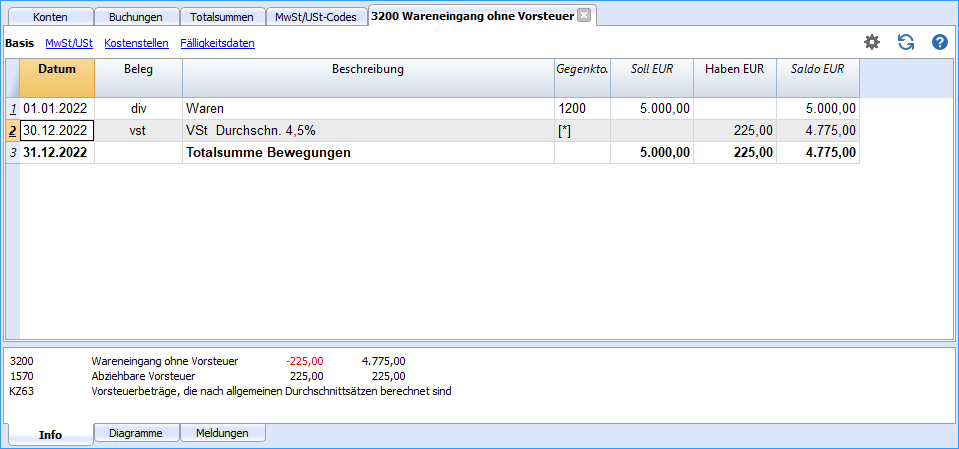 Konten Buchungen Totalsummen MwSt/USt-Codes 3200 Wareneingang ohne Vorsteuer
Basis MwSt/USt Kostenstellen Fälligkeitsdaten
Datum Beleg Beschreibung Gegenkto. Soll EUR Haben EUR Saldo EUR
1 01.01.2022 div Waren 1200 5.000,00 5.000,00
2 30.12.2022 vst VSt Durchschn. 4,5% [*] 225,00 4.775,00
3 31.12.2022 Totalsumme Bewegungen 5.000,00 225,00 4.775,00
3200 Wareneingang ohne Vorsteuer -225,00 4.775,00
1570 Abziehbare Vorsteuer 225,00 225,00
KZ63 Vorsteuerbeträge, die nach allgemeinen Durchschnittsätzen berechnet sind
Info Diagramme Meldungen